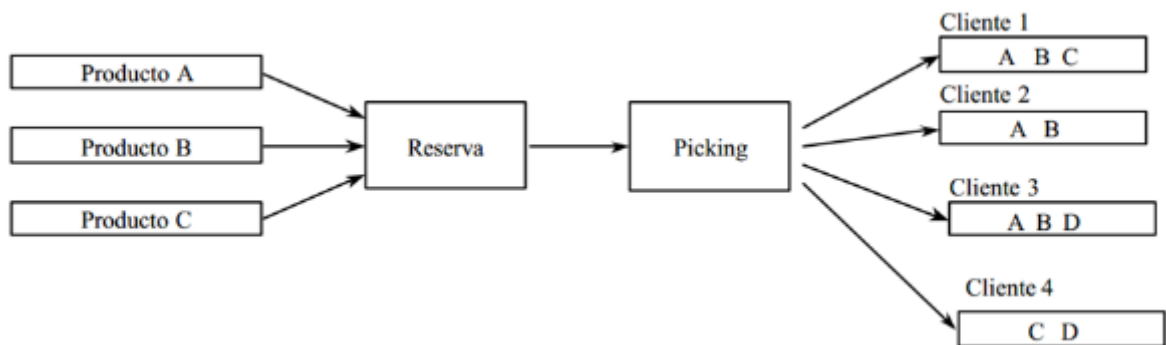 Producto A
Producto B
Producto C
Reserva
Picking
Cliente 1
A B C
Cliente 2
A B
Cliente 3
A B D
Cliente 4
C D